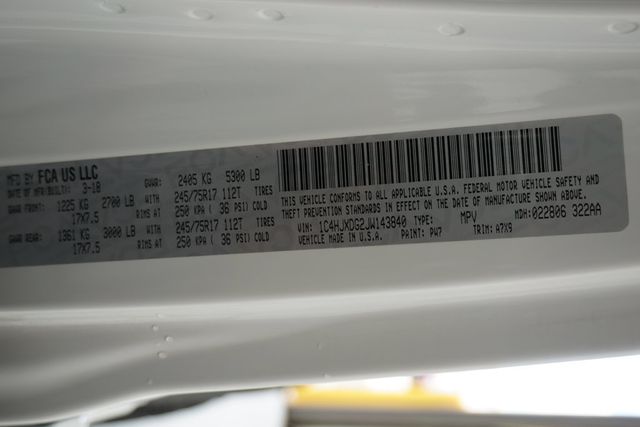 MFD BY FCA US LLC
DATE OF MFR(BUILT): 3-18 GVWR: 2405 KG 5300 LB
GAWR FRONT: 1225 KG 2700 LB WITH 245/75R17 112T TIRES
17X7.5 RIMS AT 250 KPA ( 36 PSI) COLD
GAWR REAR: 1361 KG 3000 LB WITH 245/75R17 112T TIRES
17X7.5 RIMS AT 250 KPA ( 36 PSI) COLD
THIS VEHICLE CONFORMS TO ALL APPLICABLE U.S.A. FEDERAL MOTOR VEHICLE SAFETY AND
THEFT PREVENTION STANDARDS IN EFFECT ON THE DATE OF MANUFACTURE SHOWN ABOVE.
VIN: 1C4HJXDG2JW143840 TYPE: MPV MDH:022806 322AA
VEHICLE MADE IN U.S.A. PAINT: PW7 TRIM: A7X9